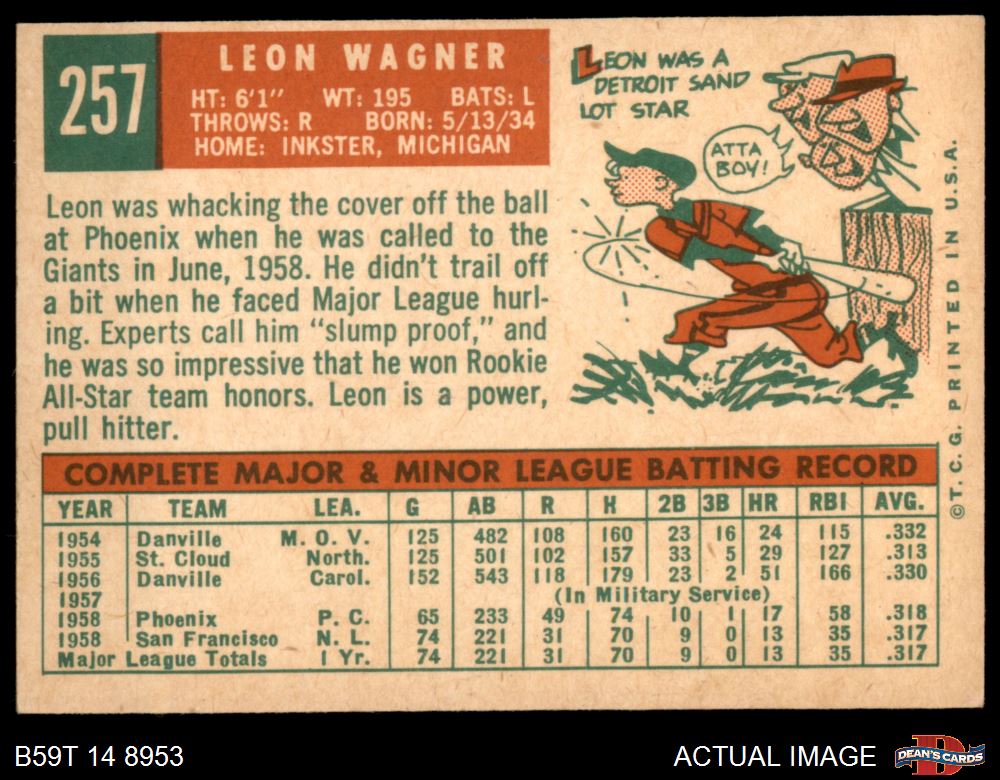 257
LEON WAGNER
HT: 6'1" WT: 195 BATS: L
THROWS: R BORN: 5/13/34
HOME: INKSTER, MICHIGAN
LEON WAS A
DETROIT SAND
LOT STAR
ATTA
BOY!
Leon was whacking the cover off the ball
at Phoenix when he was called to the
Giants in June, 1958. He didn't trail off
a bit when he faced Major League hurl-
ing. Experts call him "slump proof," and
he was so impressive that he won Rookie
All-Star team honors. Leon is a power,
pull hitter.
COMPLETE MAJOR & MINOR LEAGUE BATTING RECORD
YEAR TEAM LEA. G AB R H 2B 3B HR RBI AVG.
1954 Danville M. O. V. 125 482 108 160 23 16 24 115 .332
1955 St. Cloud North. 125 501 102 157 33 5 29 127 .313
1956 Danville Carol. 152 543 118 179 23 2 51 166 .330
1957 (In Military Service)
1958 Phoenix P. C. 65 233 49 74 10 1 17 58 .318
1958 San Francisco N. L. 74 221 31 70 9 0 13 35 .317
Major League Totals 1 Yr. 74 221 31 70 9 0 13 35 .317
©T. C. G. PRINTED IN U.S.A.
B59T 14 8953
ACTUAL IMAGE
DEAN'S CARDS